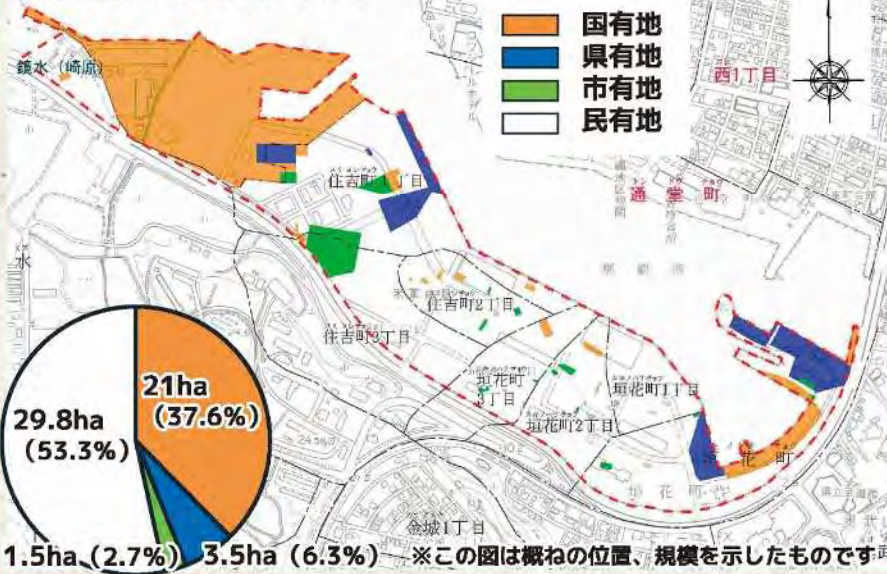 国有地
県有地
市有地
民有地
鏡水（崎原）
西1丁目
住吉町1丁目
通堂町
水
住吉町2丁目
住吉町3丁目
垣花町
3丁目
垣花町1丁目
垣花町2丁目
垣花町
金城1丁目
21ha
（37.6%）
29.8ha
（53.3%）
1.5ha（2.7%） 3.5ha（6.3%） ※この図は概ねの位置、規模を示したものです